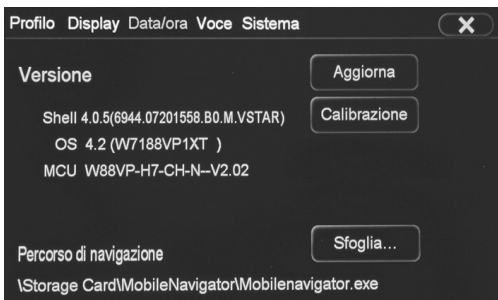 Profilo Display Data/ora Voce Sistema X
Versione
Aggiorna
Shell 4.0.5(6944.07201558.B0.M.VSTAR)
Calibrazione
OS 4.2 (W7188VP1XT )
MCU W88VP-H7-CH-N--V2.02
Sfoglia...
Percorso di navigazione
\Storage Card\MobileNavigator\Mobilenavigator.exe